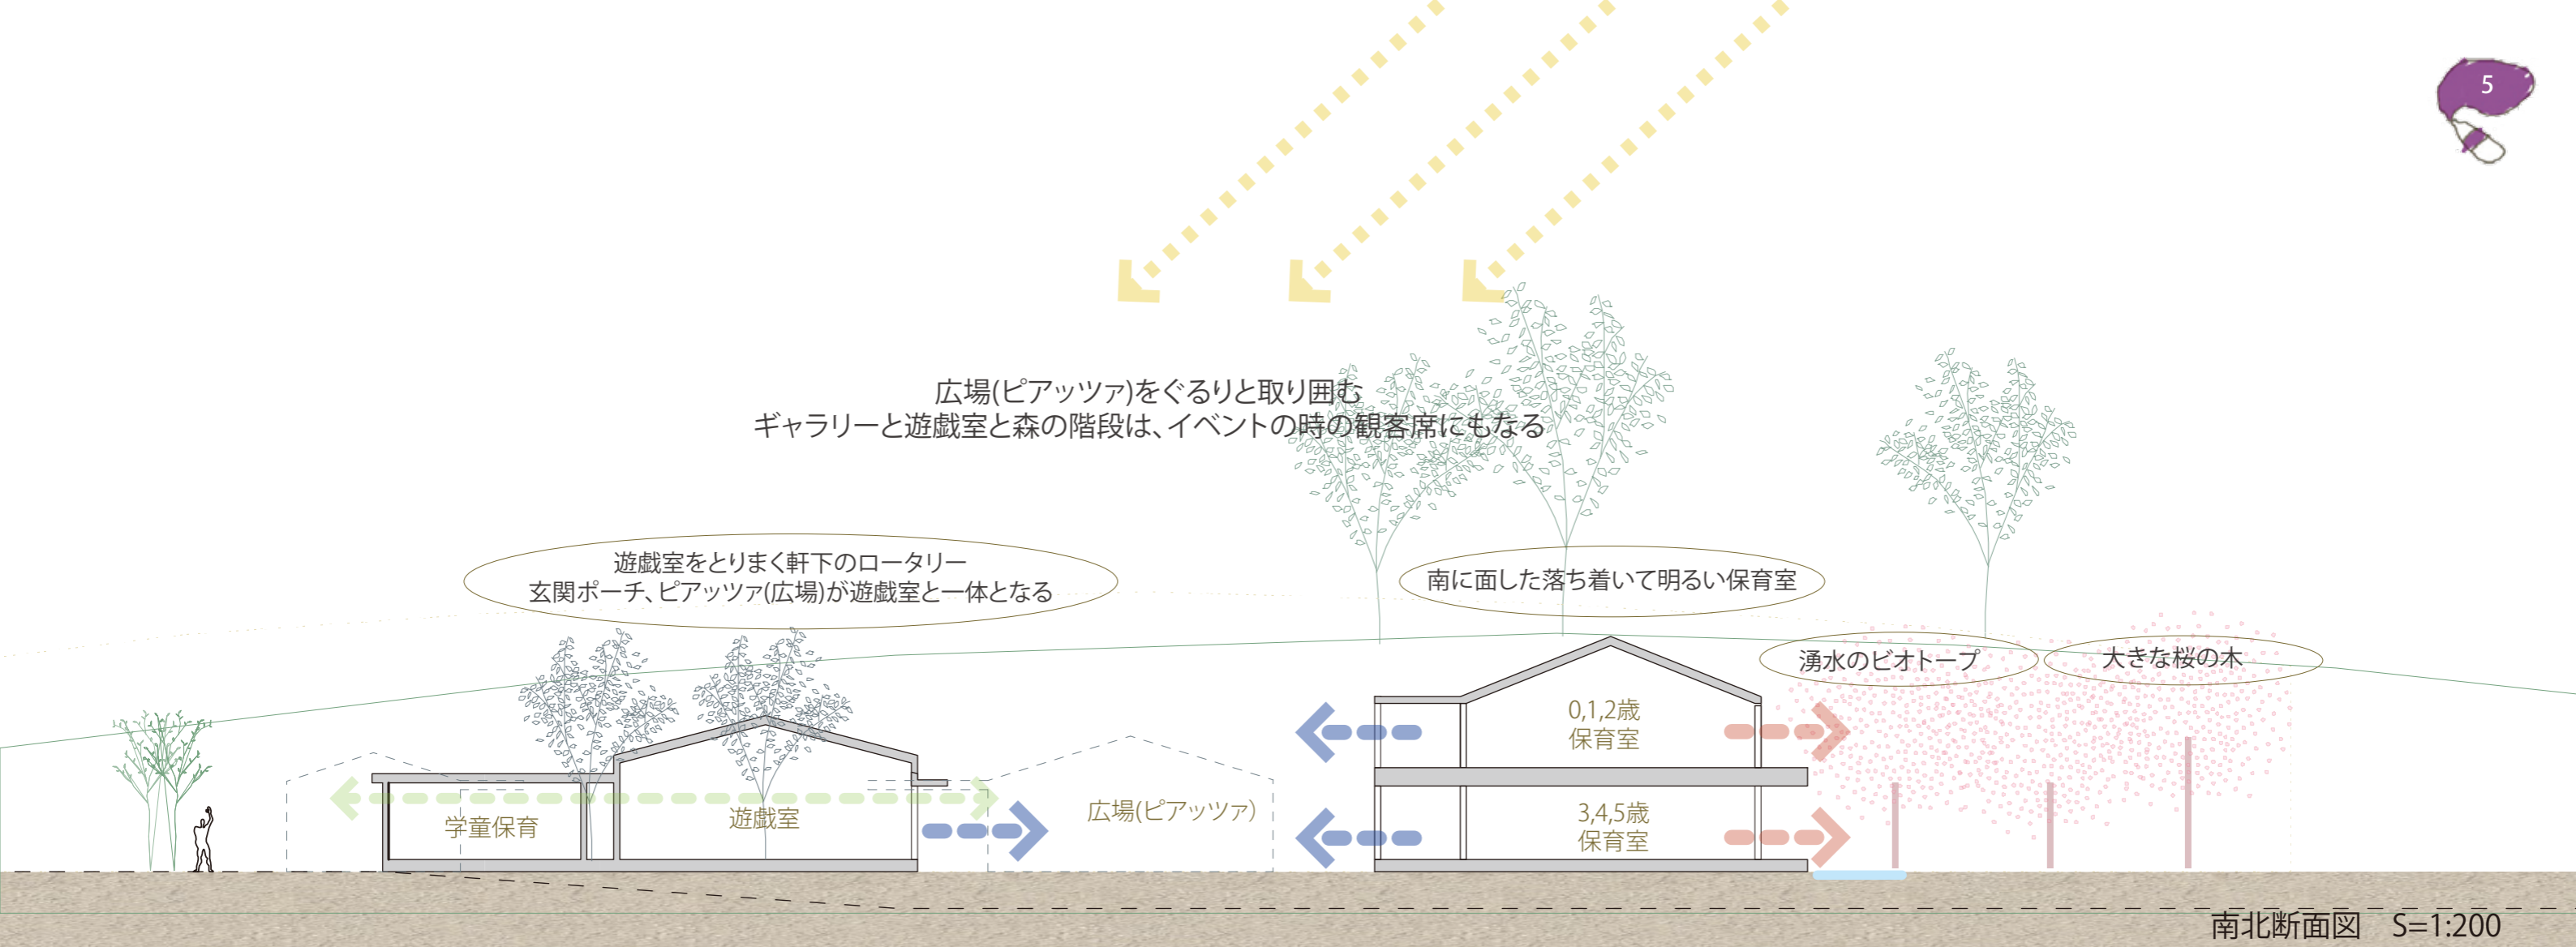 5
広場(ピアッツァ)をぐるりと取り囲む
ギャラリーと遊戯室と森の階段は、イベントの時の観客席にもなる
遊戯室をとりまく軒下のロータリー
玄関ポーチ、ピアッツァ(広場)が遊戯室と一体となる
南に面した落ち着いて明るい保育室
湧水のビオトープ
大きな桜の木
0,1,2歳
保育室
学童保育
遊戯室
広場(ピアッツァ)
3,4,5歳
保育室
南北断面図 S=1:200